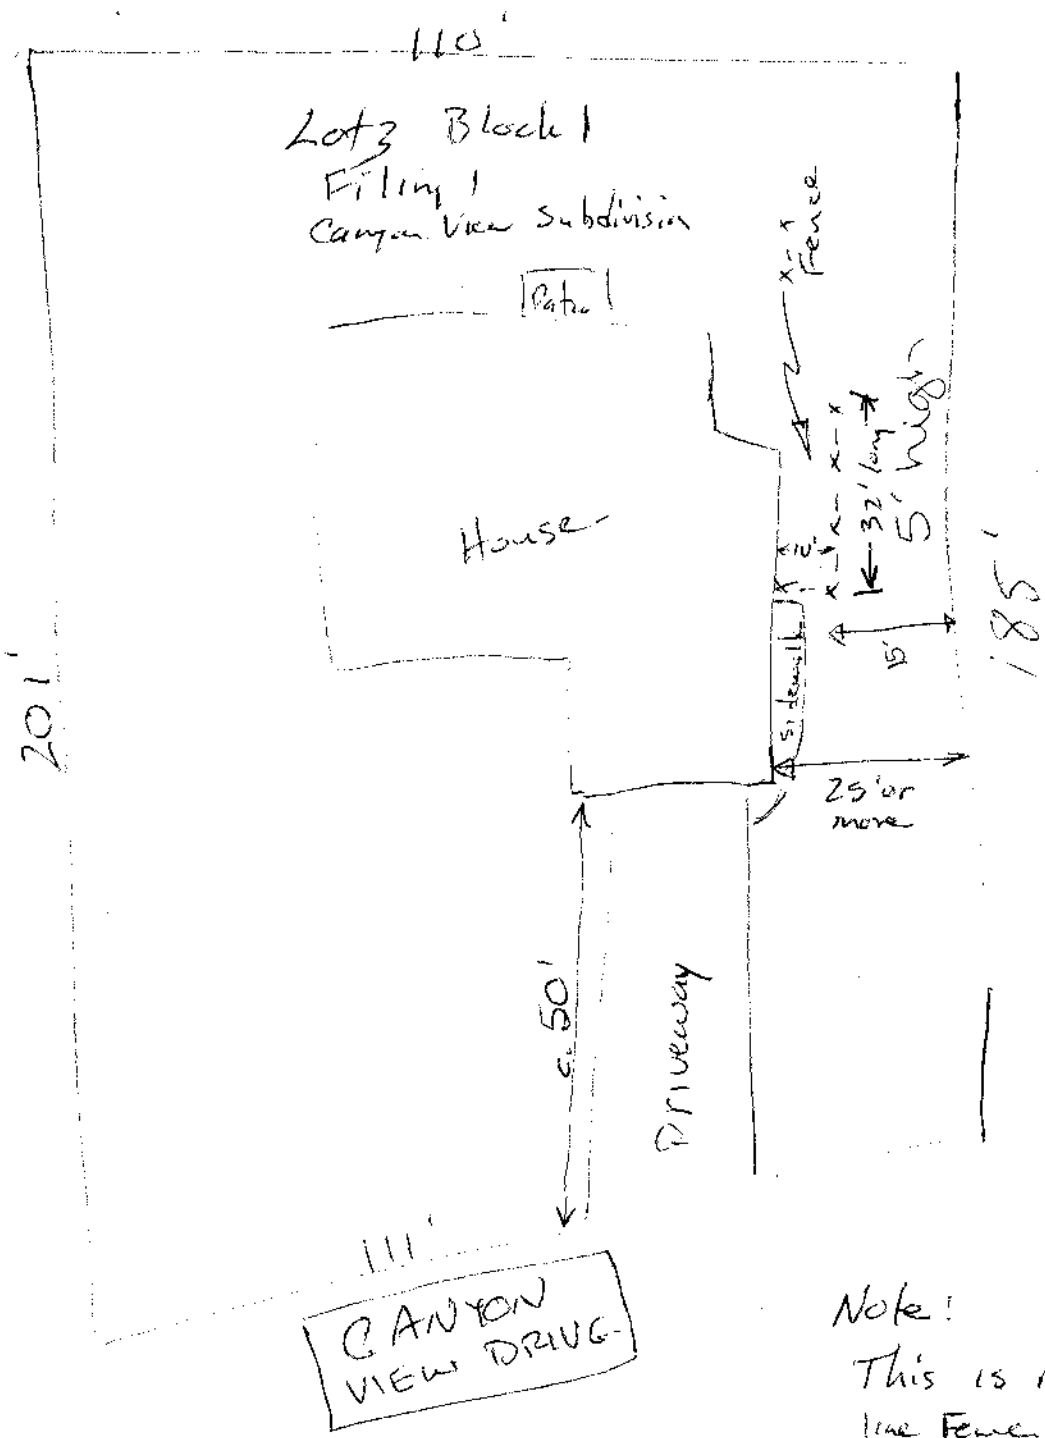 110'
Lot 3 Block 1
Filing 1
Canyon View Subdivision
Patio
x-x
Fence
x-x-x-x
32' long
5' high
House
10'
15'
185'
201'
Sidewalk
25' or
more
c. 50'
Driveway
111'
CANYON
VIEW DRIVE
Note:
This is
line Fence